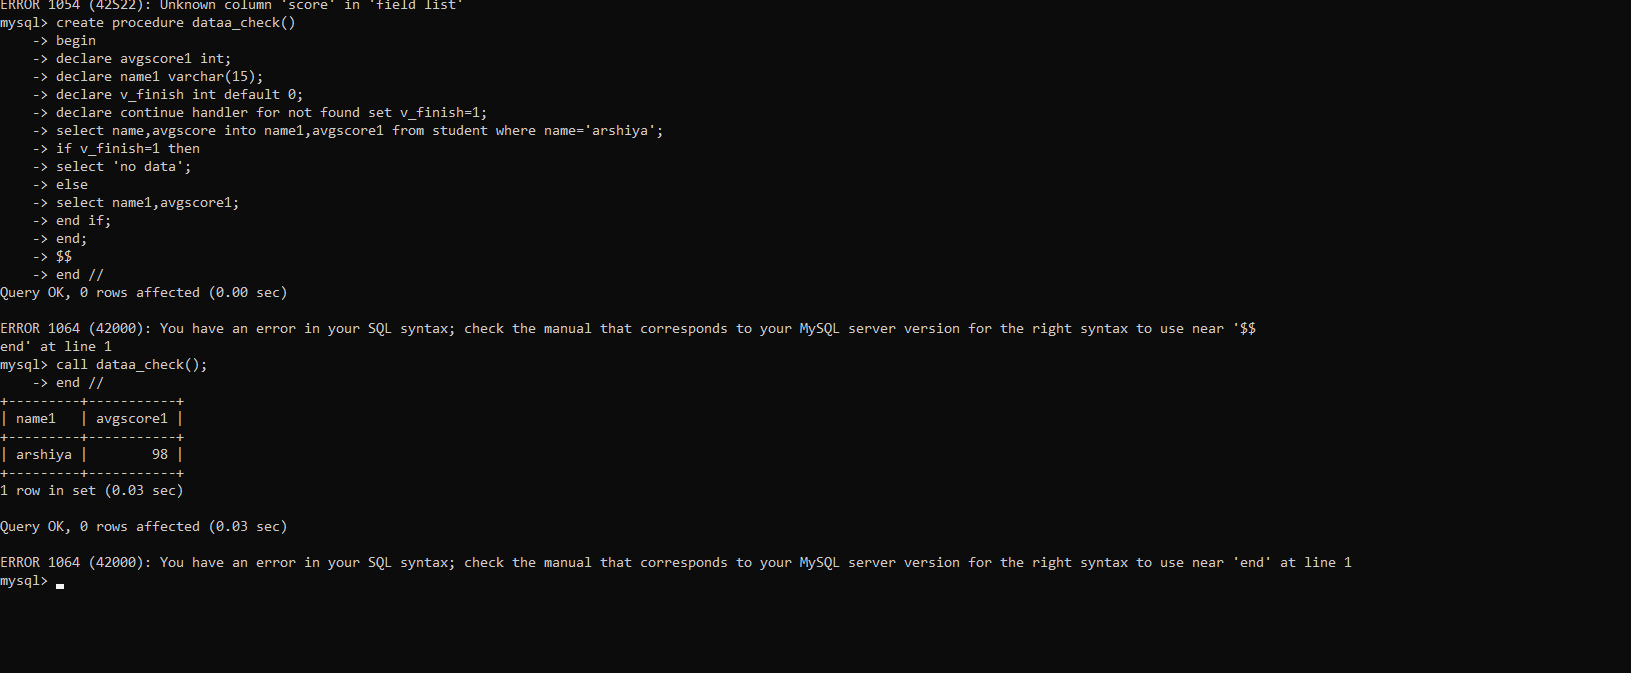 ERROR 1054 (42S22): Unknown column 'score' in 'field list'
mysql> create procedure dataa_check()
    -> begin
    -> declare avgscore1 int;
    -> declare name1 varchar(15);
    -> declare v_finish int default 0;
    -> declare continue handler for not found set v_finish=1;
    -> select name,avgscore into name1,avgscore1 from student where name='arshiya';
    -> if v_finish=1 then
    -> select 'no data';
    -> else
    -> select name1,avgscore1;
    -> end if;
    -> end;
    -> $$
    -> end //
Query OK, 0 rows affected (0.00 sec)

ERROR 1064 (42000): You have an error in your SQL syntax; check the manual that corresponds to your MySQL server version for the right syntax to use near '$$
end' at line 1
mysql> call dataa_check();
    -> end //
+---------+-----------+
| name1   | avgscore1 |
+---------+-----------+
| arshiya |        98 |
+---------+-----------+
1 row in set (0.03 sec)

Query OK, 0 rows affected (0.03 sec)

ERROR 1064 (42000): You have an error in your SQL syntax; check the manual that corresponds to your MySQL server version for the right syntax to use near 'end' at line 1
mysql>